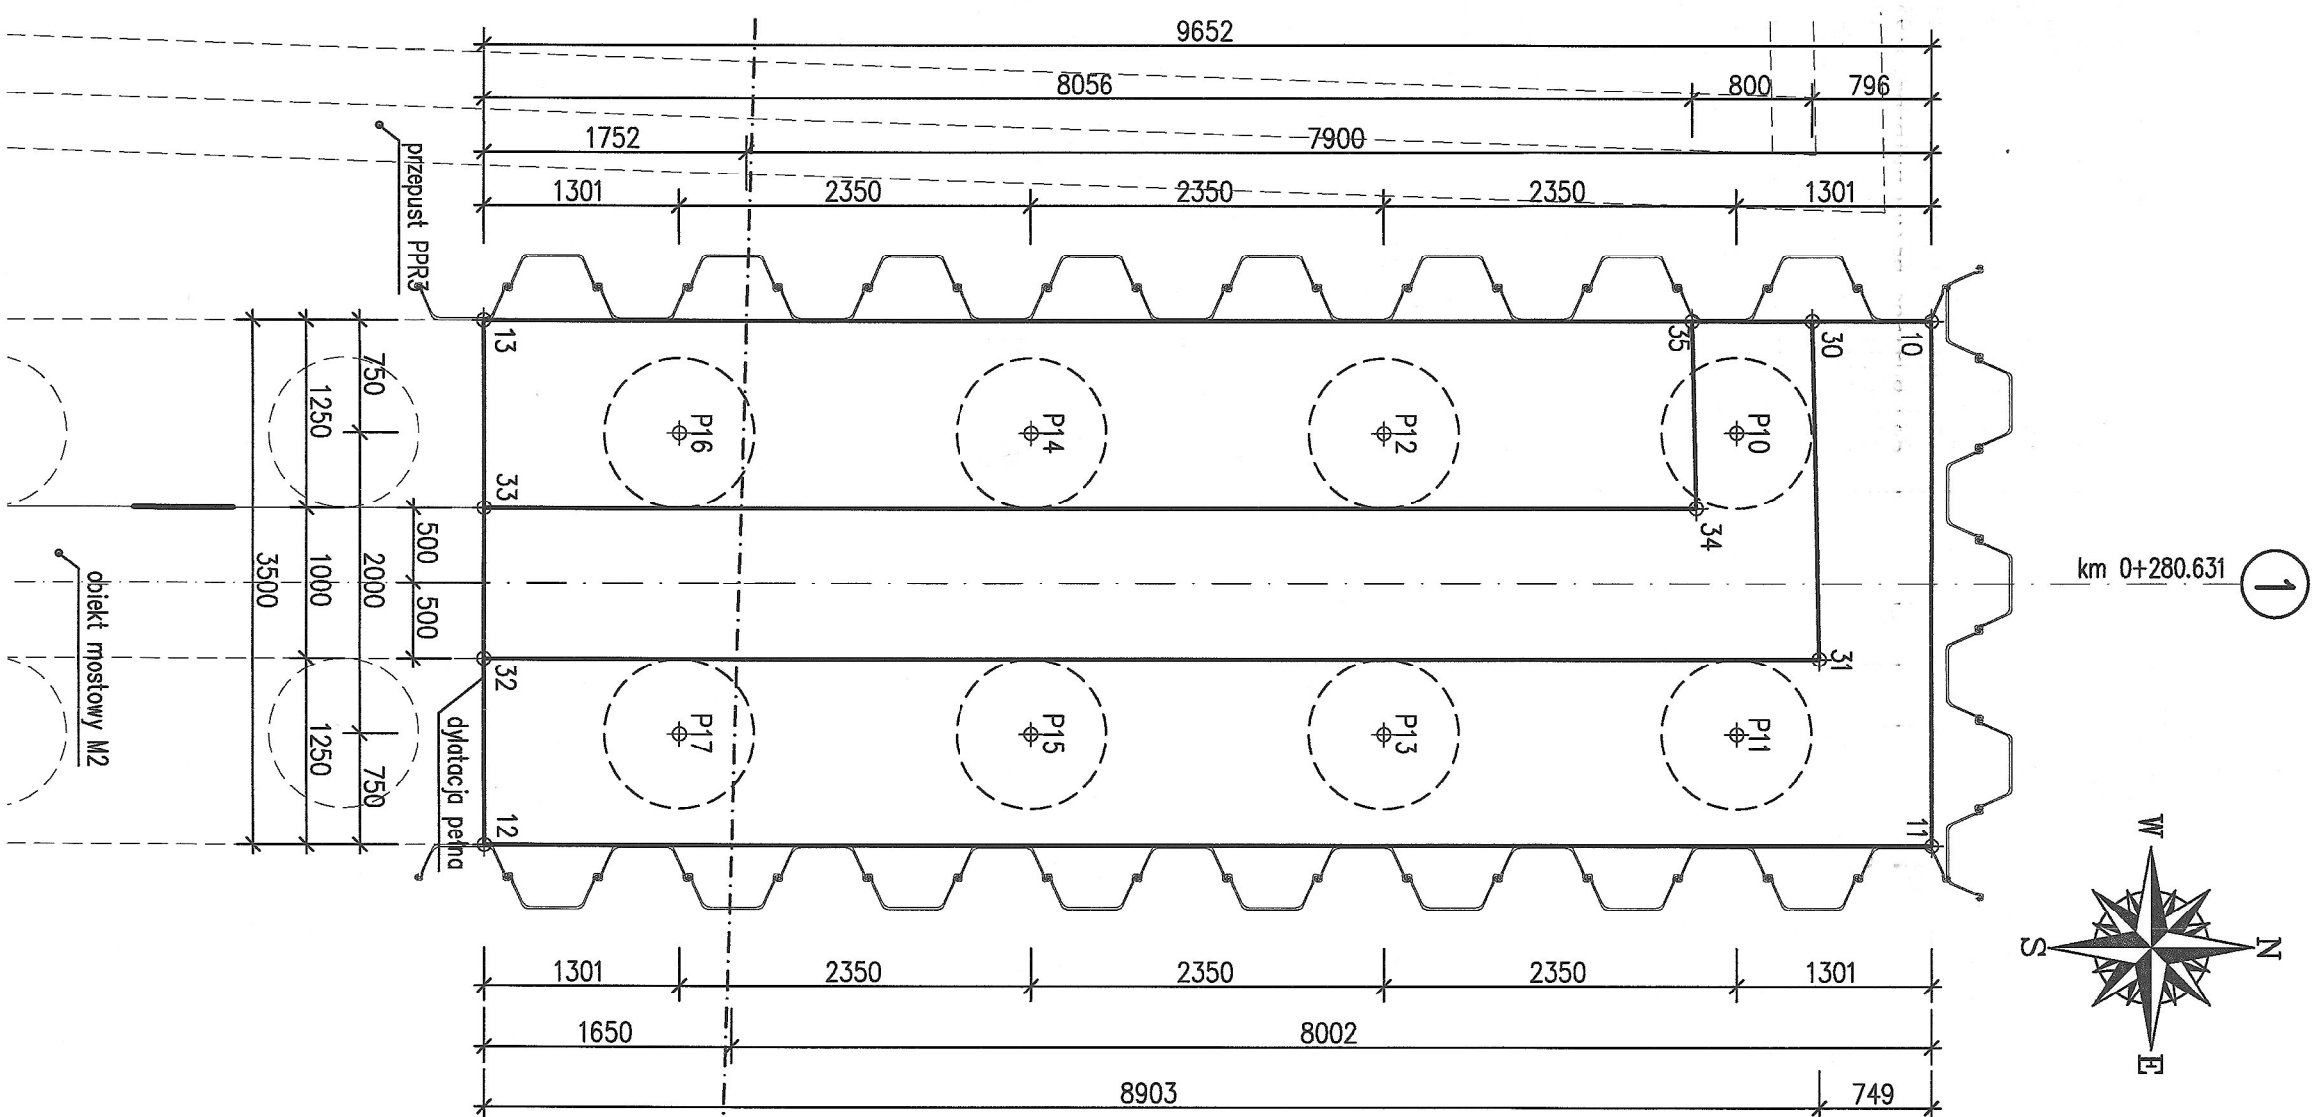 9652
8056
800
796
1752
7900
1301
2350
2350
2350
1301
przepust PPR3
13
35
30
10
750
1250
P16
P14
P12
P10
33
34
500
3500
1000
2000
500
km 0+280.631
1
obiekt mostowy M2
32
31
dylatacja pełna
1250
750
P17
P15
P13
P11
12
11
W
S
N
E
1301
2350
2350
2350
1301
1650
8002
8903
749